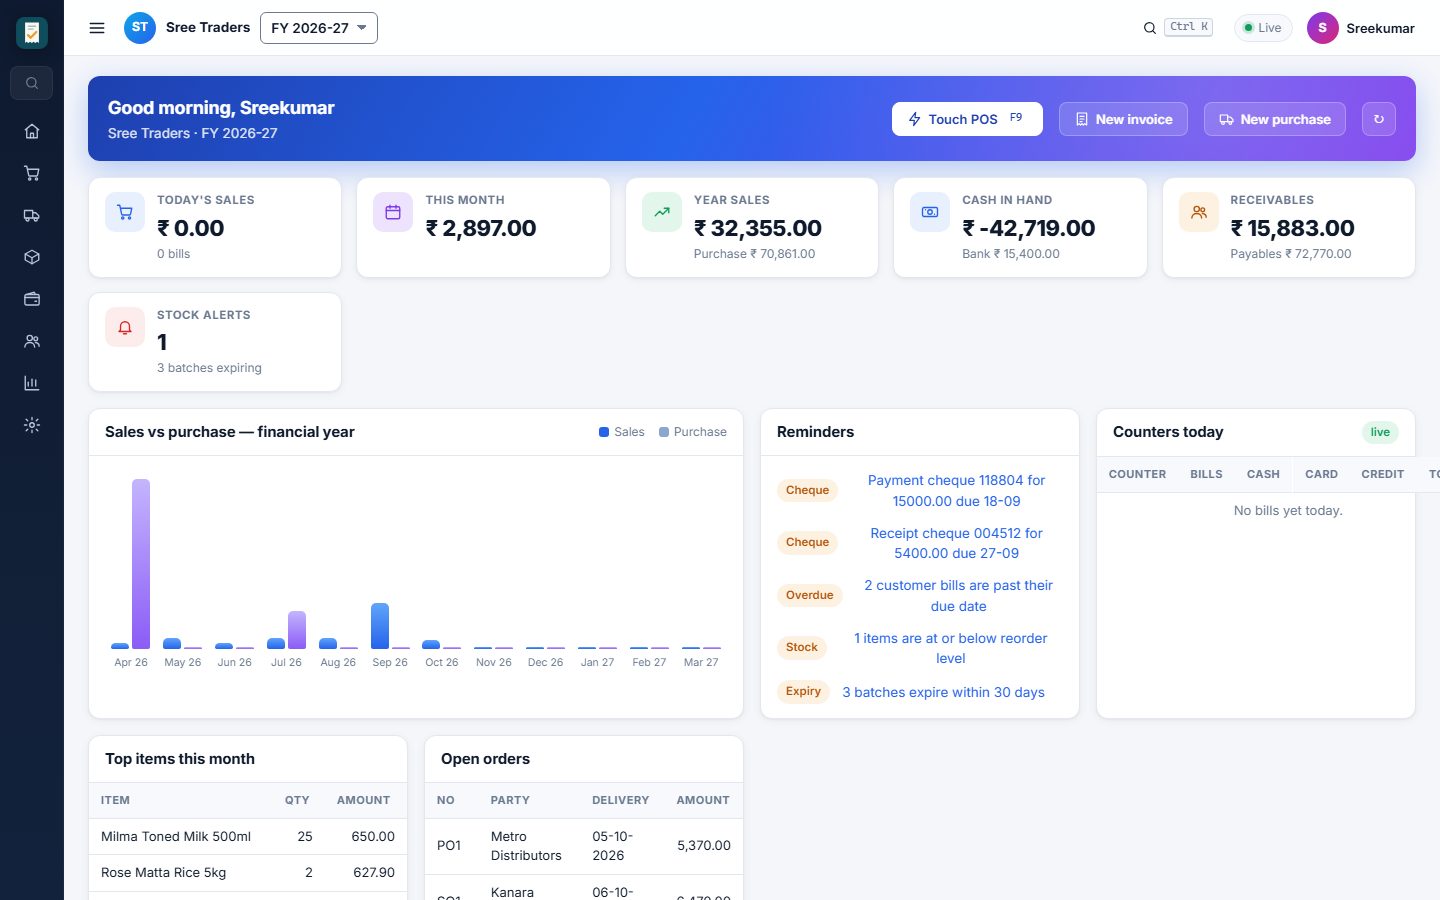 ST Sree Traders FY 2026-27
Ctrl K Live S Sreekumar
Good morning, Sreekumar
Sree Traders · FY 2026-27
Touch POS F9 New invoice New purchase
TODAY'S SALES
₹ 0.00
0 bills
THIS MONTH
₹ 2,897.00
YEAR SALES
₹ 32,355.00
Purchase ₹ 70,861.00
CASH IN HAND
₹ -42,719.00
Bank ₹ 15,400.00
RECEIVABLES
₹ 15,883.00
Payables ₹ 72,770.00
STOCK ALERTS
1
3 batches expiring
Sales vs purchase — financial year
Sales Purchase
Apr 26 May 26 Jun 26 Jul 26 Aug 26 Sep 26 Oct 26 Nov 26 Dec 26 Jan 27 Feb 27 Mar 27
Reminders
Cheque Payment cheque 118804 for
15000.00 due 18-09
Cheque Receipt cheque 004512 for
5400.00 due 27-09
Overdue 2 customer bills are past their
due date
Stock 1 items are at or below reorder
level
Expiry 3 batches expire within 30 days
Counters today live
COUNTER BILLS CASH CARD CREDIT
No bills yet today.
Top items this month
ITEM QTY AMOUNT
Milma Toned Milk 500ml 25 650.00
Rose Matta Rice 5kg 2 627.90
Open orders
NO PARTY DELIVERY AMOUNT
PO1 Metro Distributors 05-10-2026 5,370.00
Kanara 06-10-